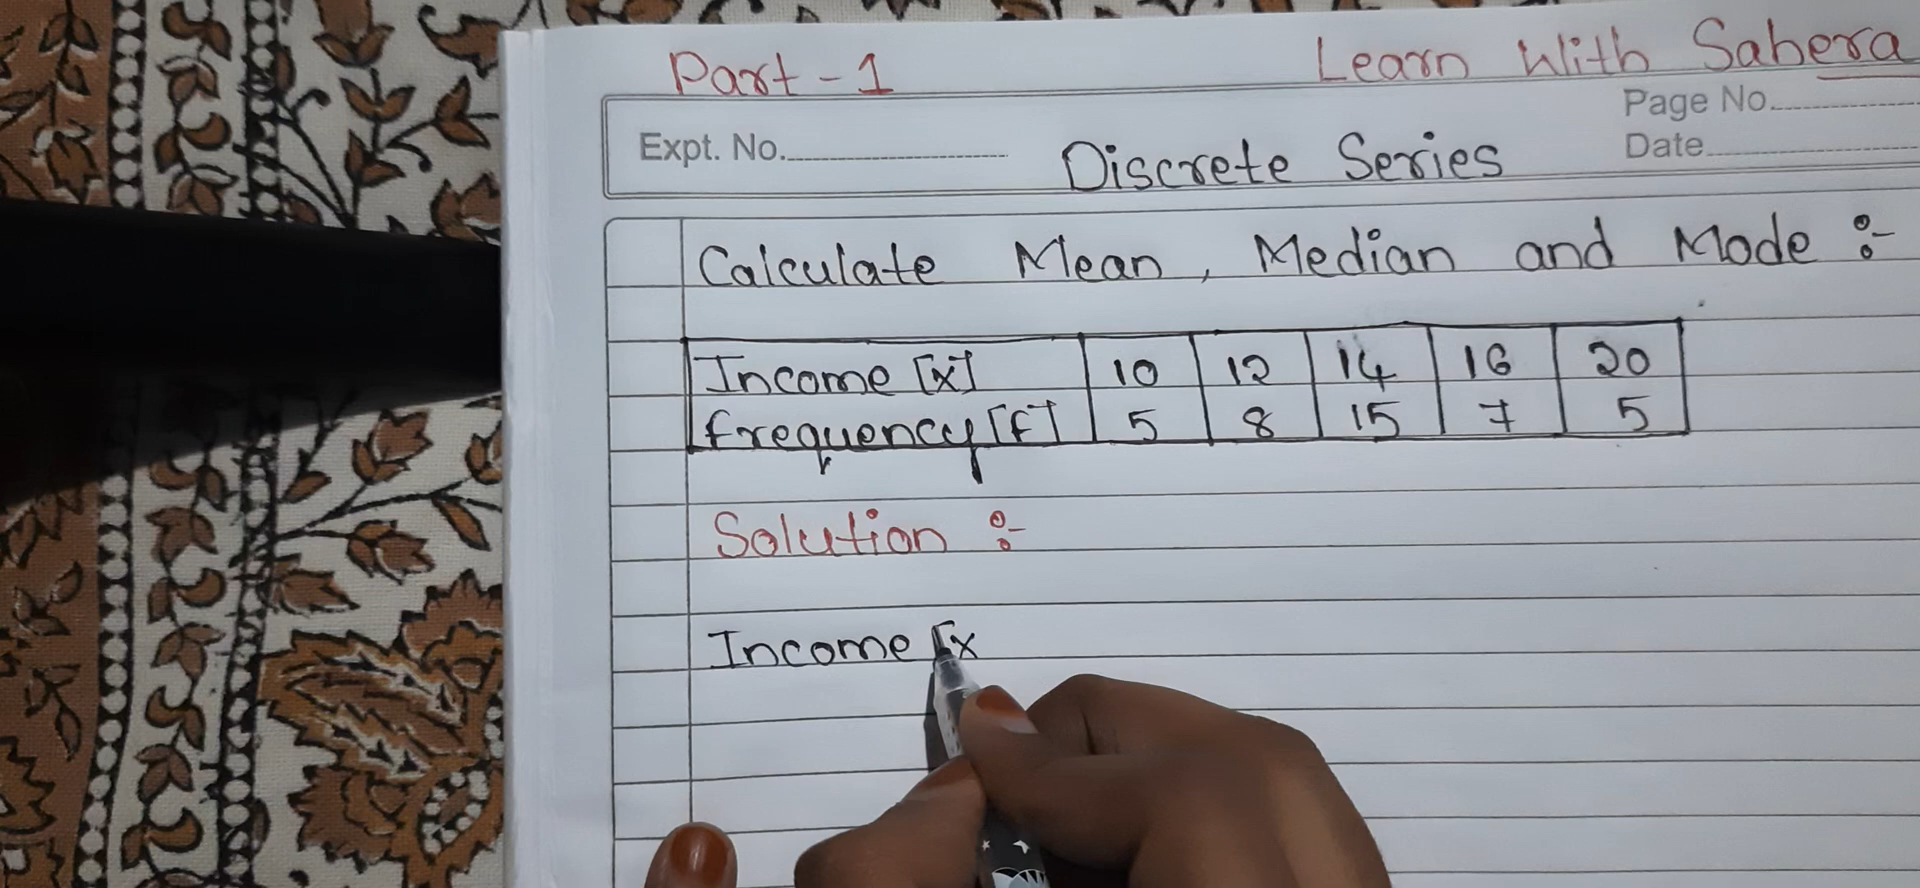 Part - 1 Learn With Sabera
Expt. No. Discrete Series Page No.
Date
Calculate Mean, Median and Mode :-
Income [x] 10 12 14 16 20
frequency [f] 5 8 15 7 5
Solution :-
Income [x